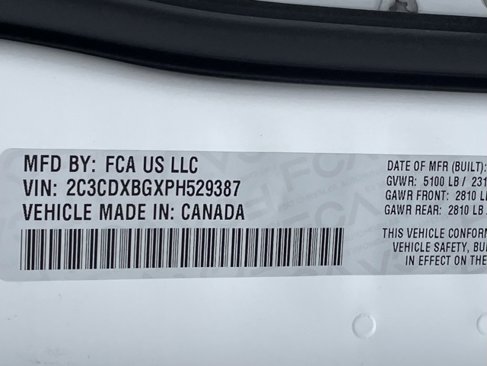 MFD BY: FCA US LLC
VIN: 2C3CDXBGXPH529387
VEHICLE MADE IN: CANADA
DATE OF MFR (BUILT):
GVWR: 5100 LB / 231
GAWR FRONT: 2810 L
GAWR REAR: 2810 LB
THIS VEHICLE CONFORM
VEHICLE SAFETY, BU
IN EFFECT ON THE